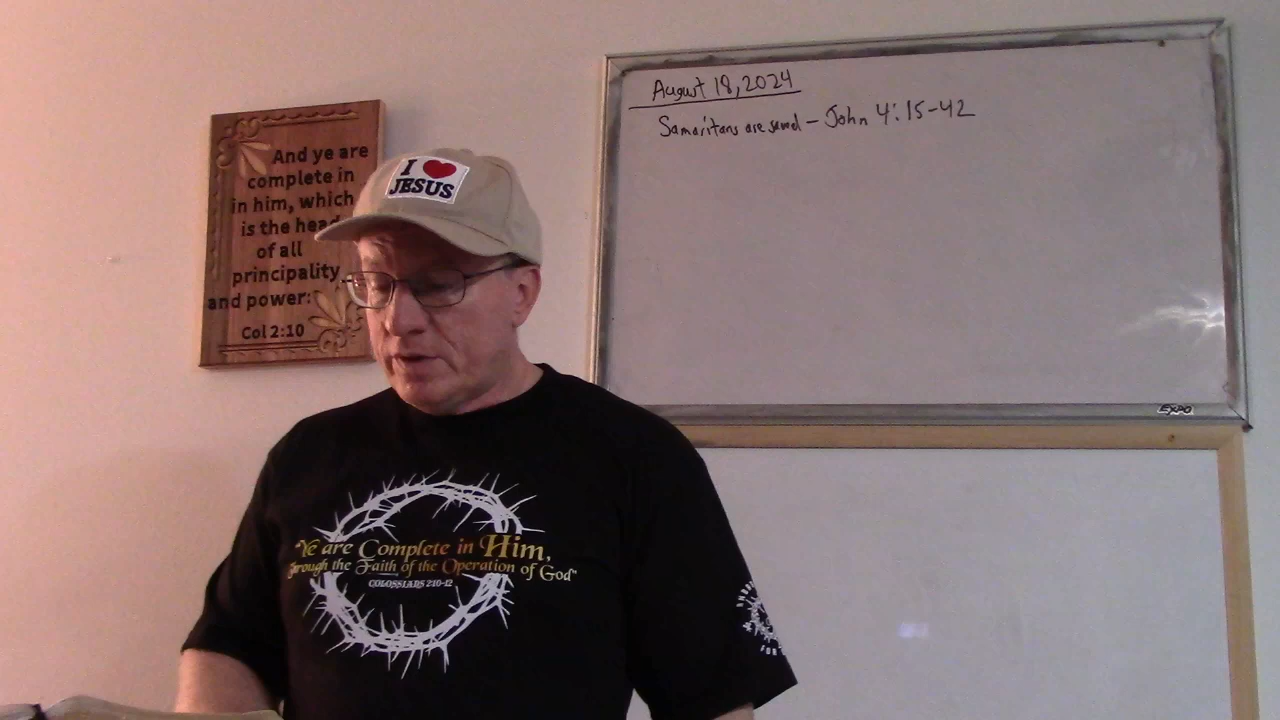 August 18, 2024
Samaritans are saved - John 4:15-42
And ye are
complete in
in him, which
is the head
of all
principality
and power:
Col 2:10
I ❤
JESUS
"Ye are Complete in Him,
Through the Faith of the Operation of God"
COLOSSIANS 2:10-12
FOR
EXPO